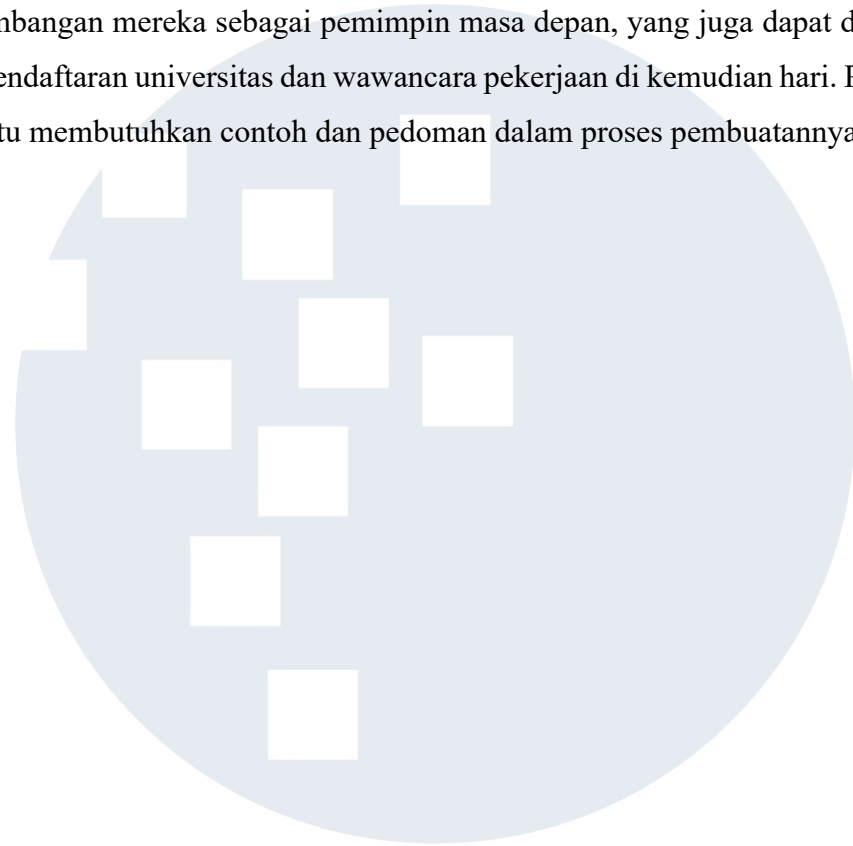 mbangan mereka sebagai pemimpin masa depan, yang juga dapat d
endaftaran universitas dan wawancara pekerjaan di kemudian hari.
tu membutuhkan contoh dan pedoman dalam proses pembuatannya